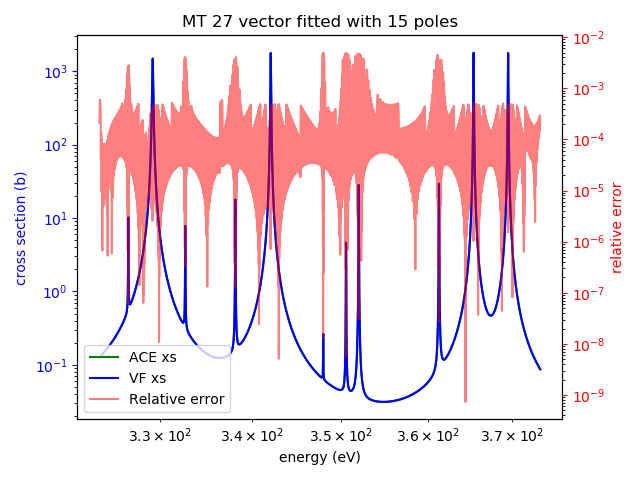 MT 27 vector fitted with 15 poles
10³
10²
10¹
10⁰
10⁻¹
cross section (b)
10⁻²
10⁻³
10⁻⁴
10⁻⁵
10⁻⁶
10⁻⁷
10⁻⁸
10⁻⁹
relative error
ACE xs
VF xs
Relative error
3.3 × 10² 3.4 × 10² 3.5 × 10² 3.6 × 10² 3.7 × 10²
energy (eV)